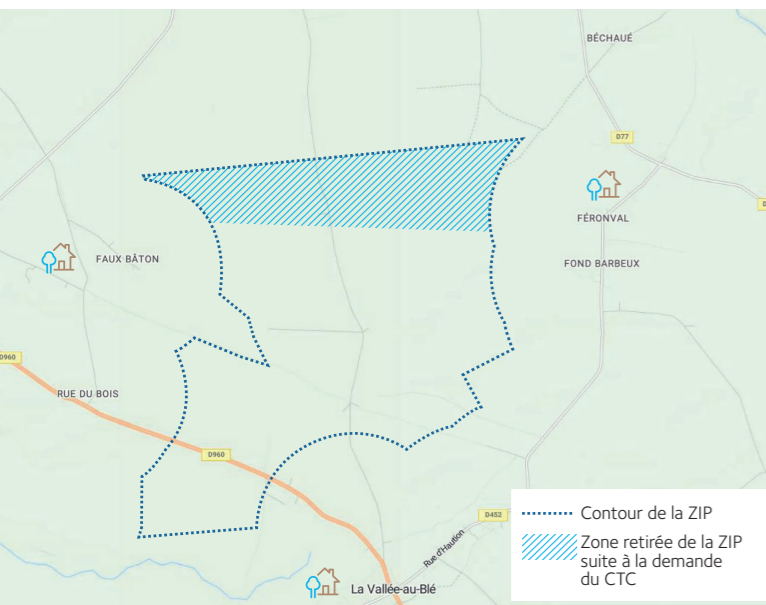 BÉCHAUÉ
D77
FÉRONVAL
FAUX BÂTON
FOND BARBEUX
D960
RUE DU BOIS
D960
D452
Rue d'Haution
La Vallée-au-Blé
Contour de la ZIP
Zone retirée de la ZIP
suite à la demande
du CTC